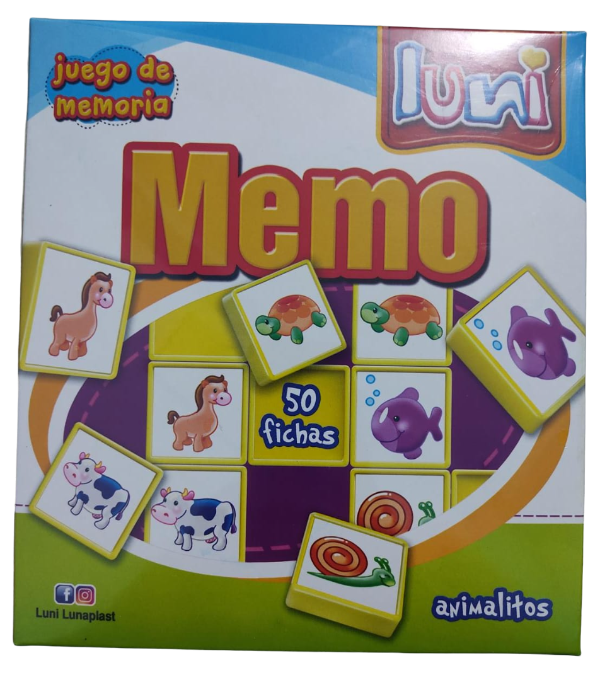 juego de
memoria
luni
Memo
50
fichas
Luni Lunaplast
animalitos